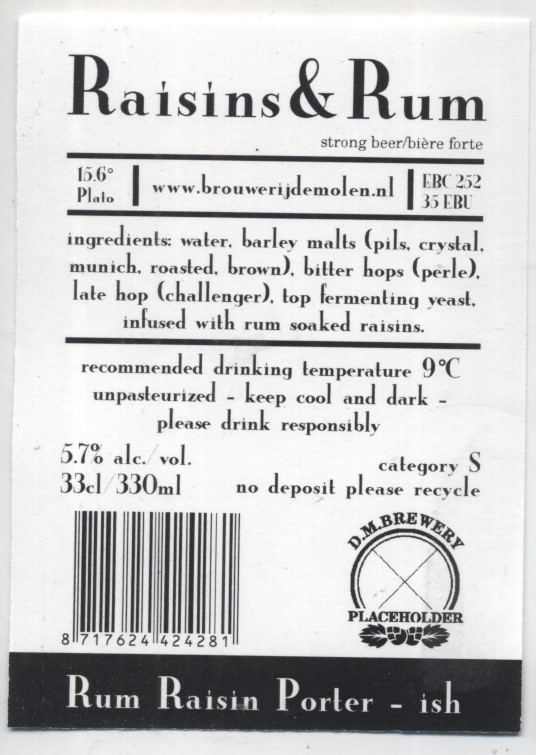 Raisins & Rum
strong beer/bière forte
15.6°
Plato
www.brouwerijdemolen.nl
EBC 252
35 EBU
ingredients: water, barley malts (pils, crystal,
munich, roasted, brown), bitter hops (perle),
late hop (challenger), top fermenting yeast,
infused with rum soaked raisins.
recommended drinking temperature 9°C
unpasteurized - keep cool and dark -
please drink responsibly
5.7% alc./vol.
33cl/330ml
category S
no deposit please recycle
D.M.BREWERY
PLACEHOLDER
8 717624 424281
Rum Raisin Porter - ish